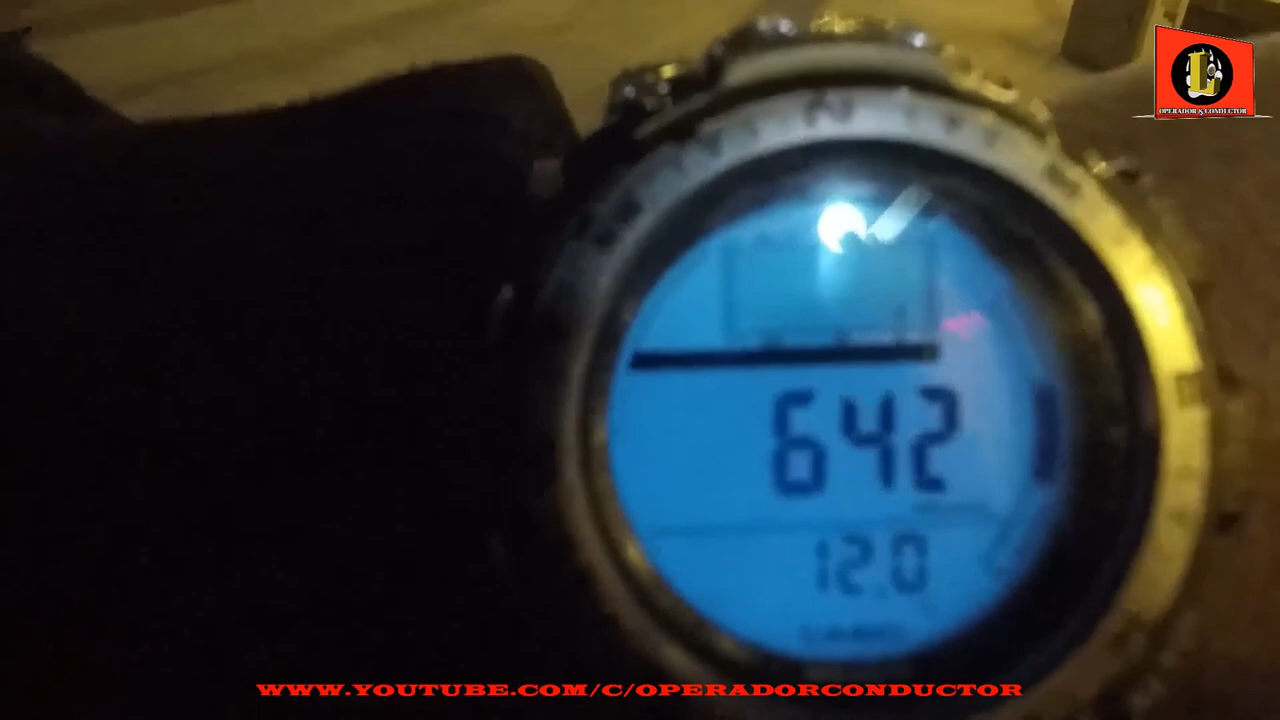 L
OPERADOR & CONDUCTOR
N
642
12.0
WWW.YOUTUBE.COM/C/OPERADORCONDUCTOR